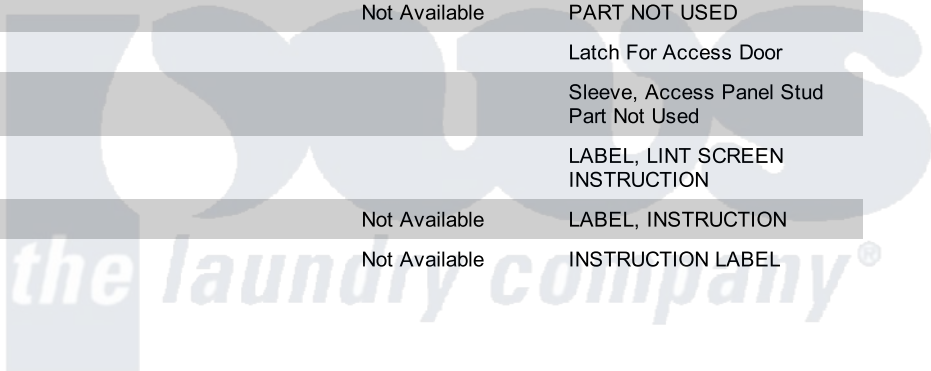 Not Available PART NOT USED
Latch For Access Door
Sleeve, Access Panel Stud
Part Not Used
LABEL, LINT SCREEN
INSTRUCTION
Not Available LABEL, INSTRUCTION
Not Available INSTRUCTION LABEL
the laundry company®